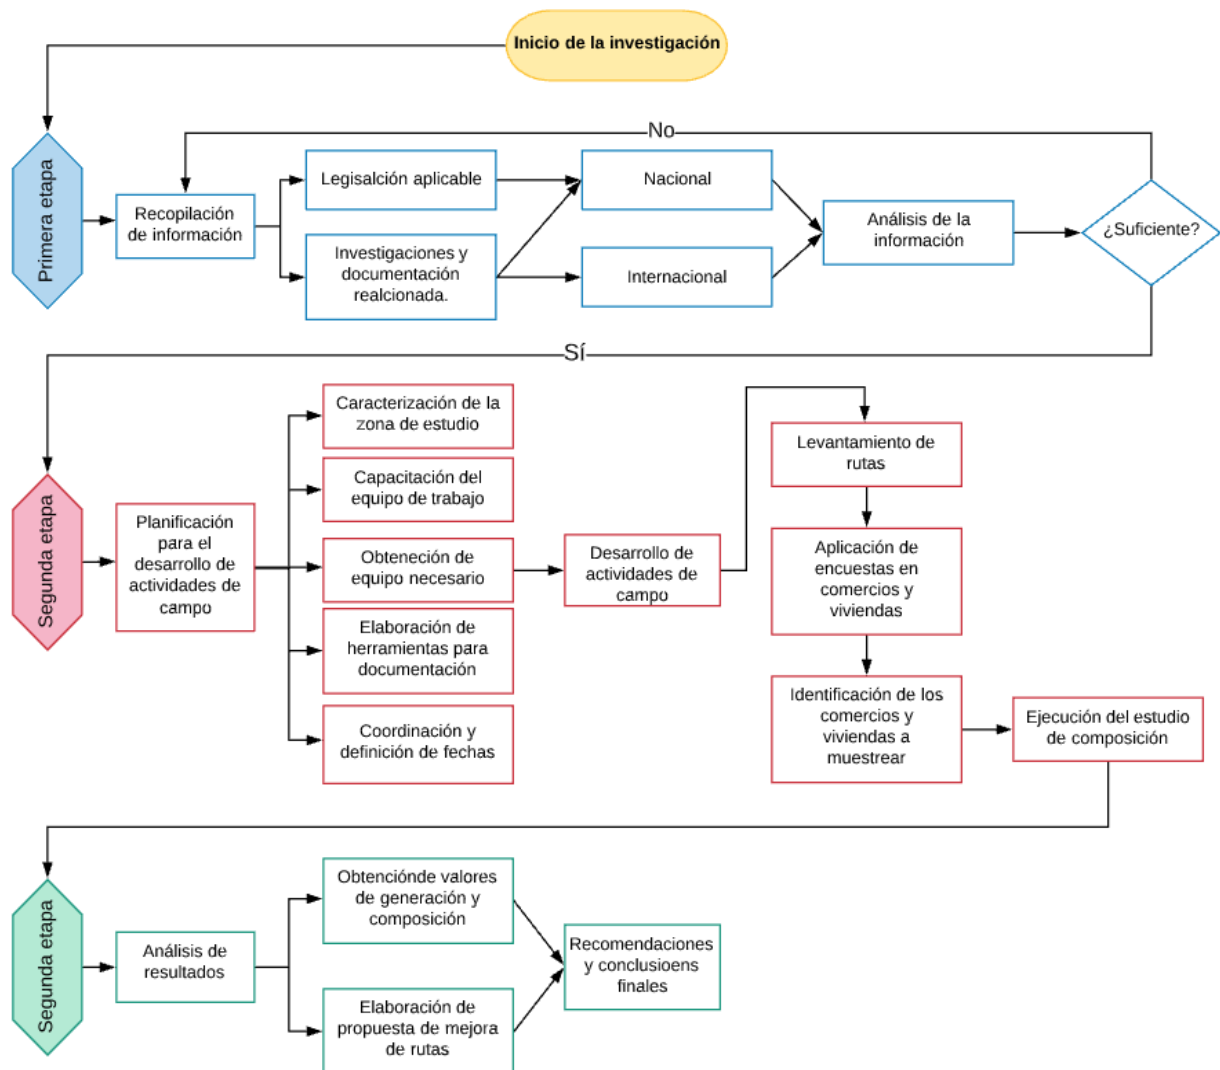 Inicio de la investigación
No
Primera etapa
Recopilación
de información
Legisalción aplicable
Investigaciones y
documentación
realcionada.
Nacional
Internacional
Análisis de la
información
¿Suficiente?
Sí
Segunda etapa
Planificación
para el
desarrollo de
actividades de
campo
Caracterización de la
zona de estudio
Capacitación del
equipo de trabajo
Obteneción de
equipo necesario
Elaboración de
herramientas para
documentación
Coordinación y
definición de fechas
Desarrollo de
actividades de
campo
Levantamiento de
rutas
Aplicación de
encuestas en
comercios y
viviendas
Identificación de los
comercios y
viviendas a
muestrear
Ejecución del estudio
de composición
Segunda etapa
Análisis de
resultados
Obtenciónde valores
de generación y
composición
Elaboración de
propuesta de mejora
de rutas
Recomendaciones
y conclusioens
finales